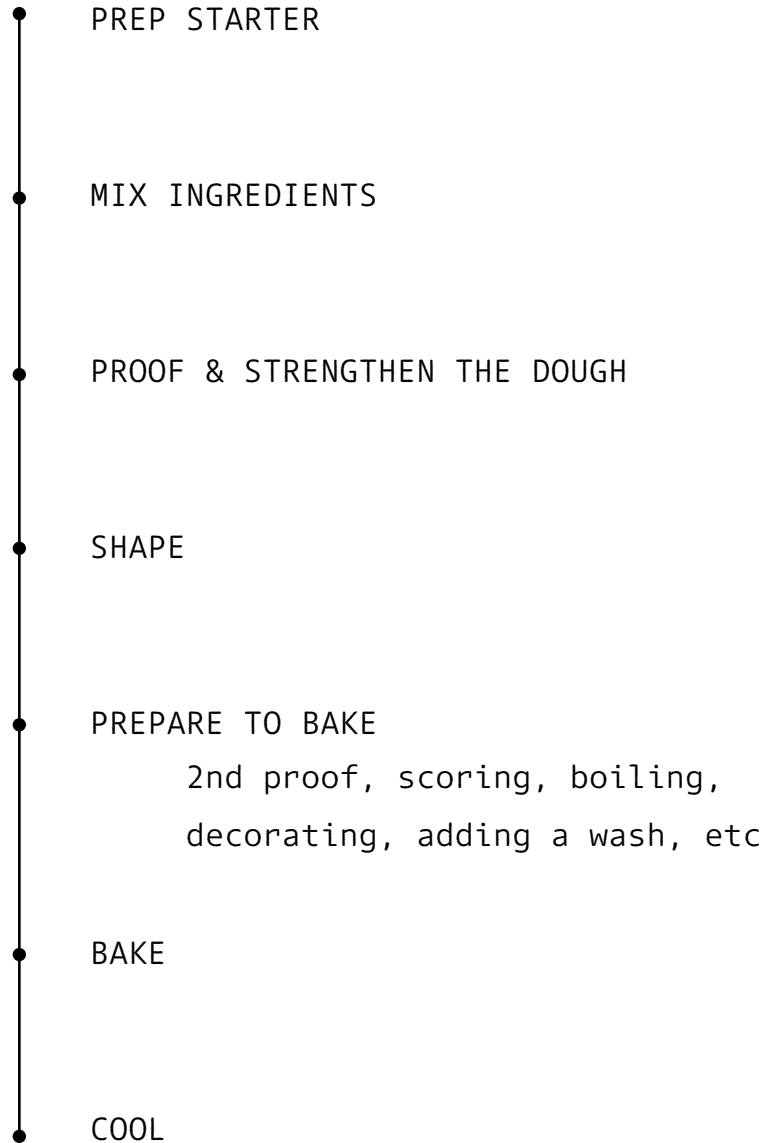 PREP STARTER
MIX INGREDIENTS
PROOF & STRENGTHEN THE DOUGH
SHAPE
PREPARE TO BAKE
2nd proof, scoring, boiling,
decorating, adding a wash, etc
BAKE
COOL